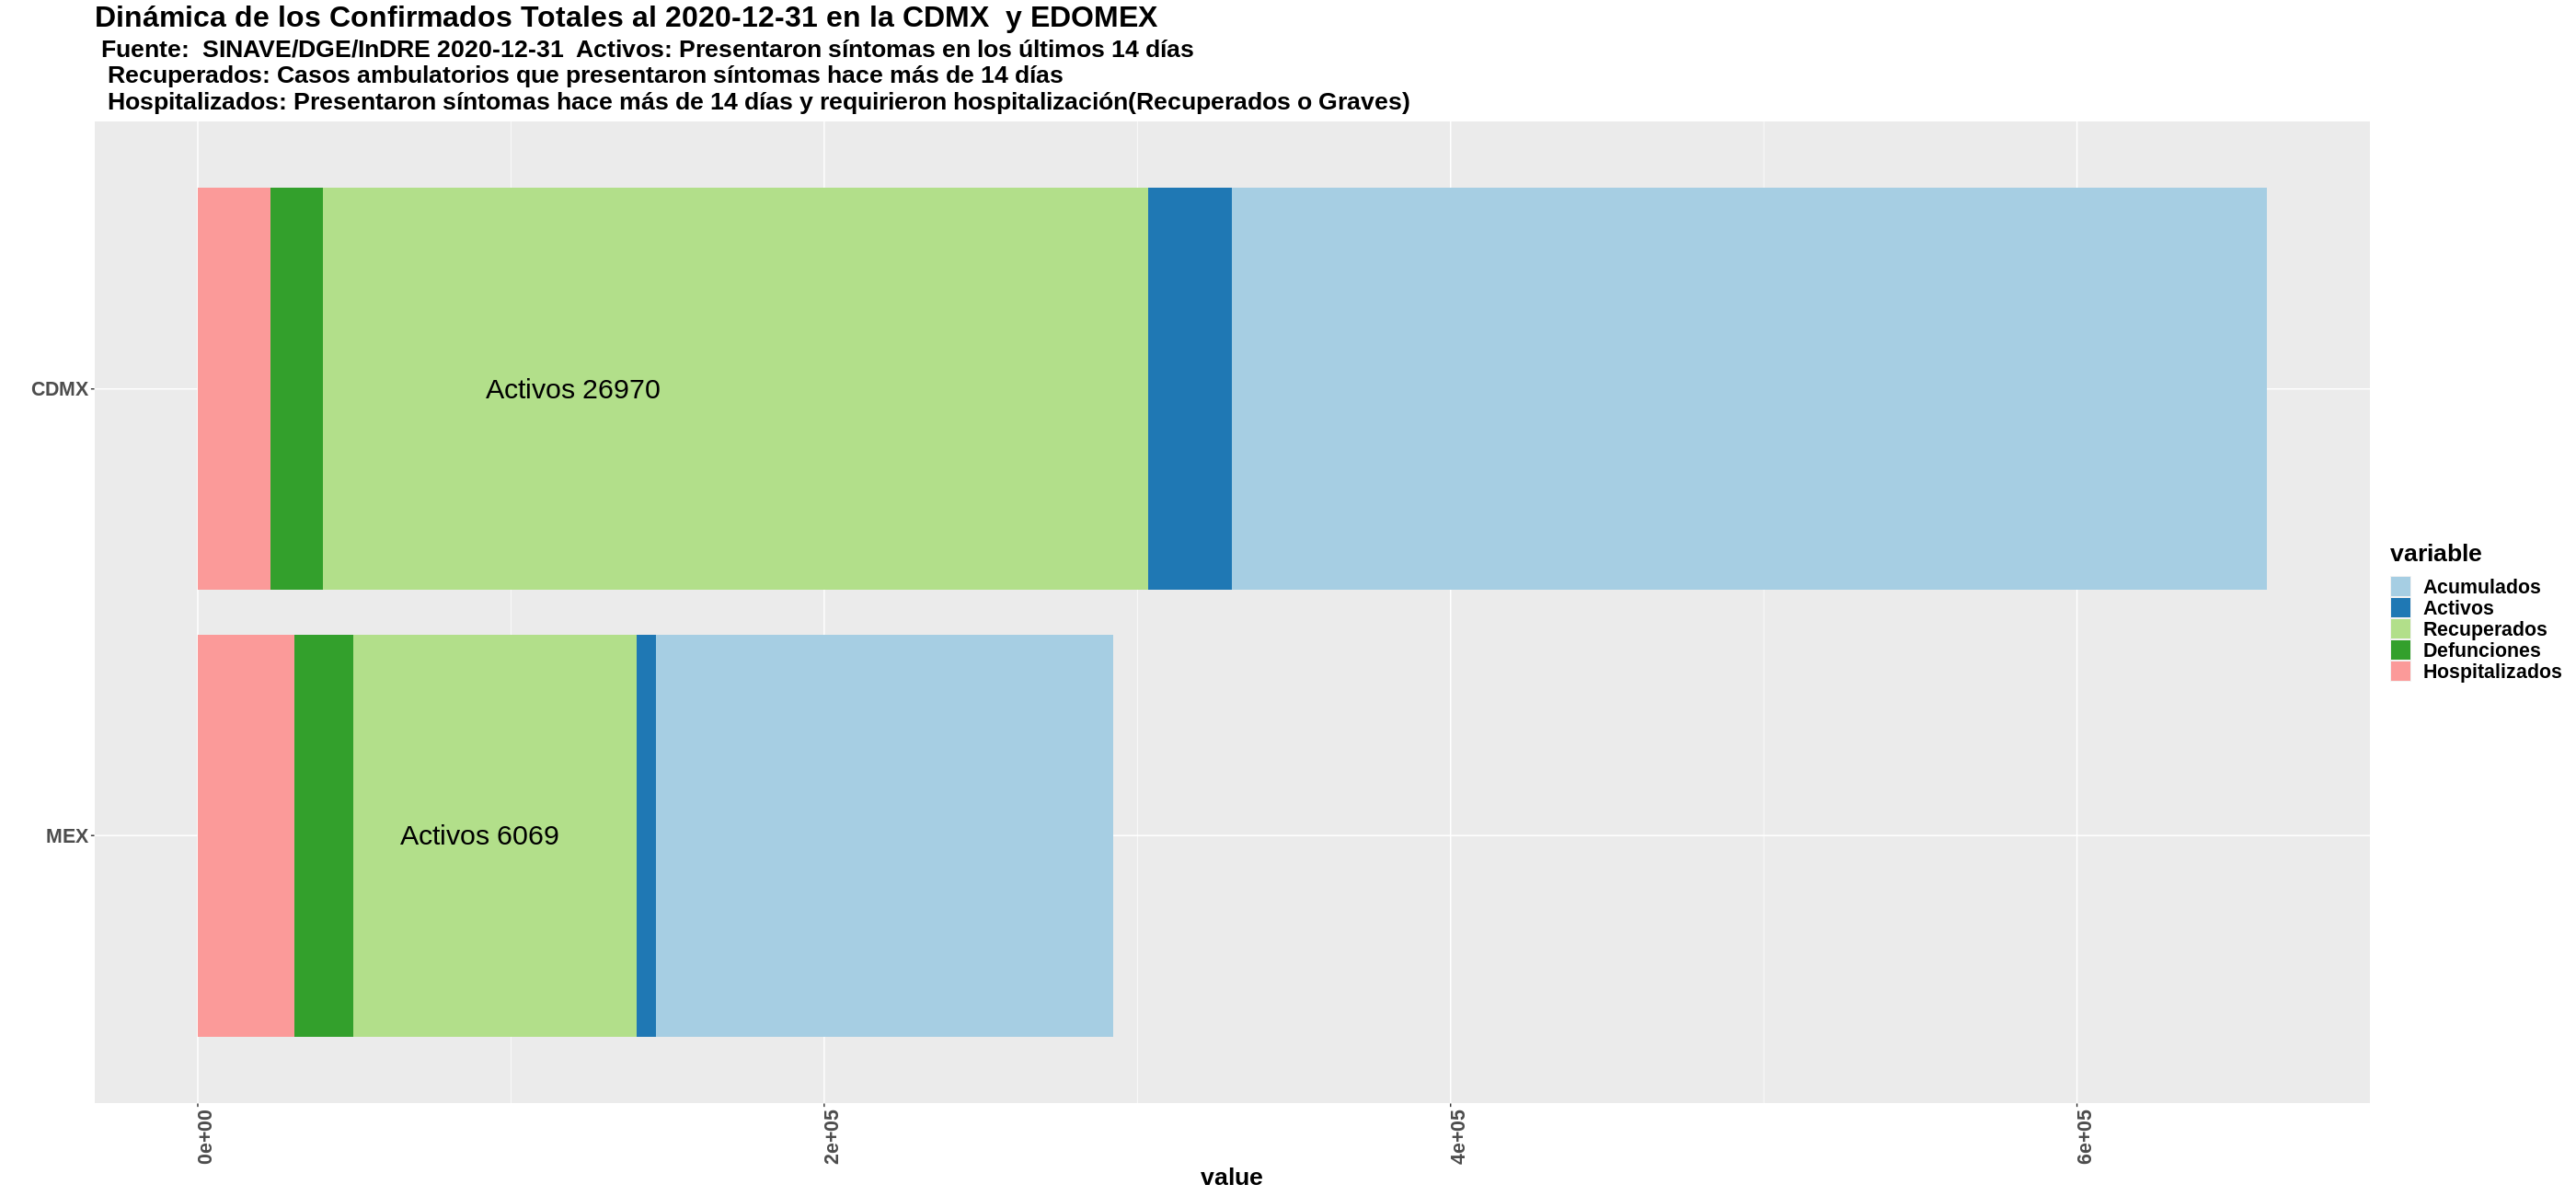 Dinámica de los Confirmados Totales al 2020-12-31 en la CDMX  y EDOMEX
Fuente:  SINAVE/DGE/InDRE 2020-12-31  Activos: Presentaron síntomas en los últimos 14 días
Recuperados: Casos ambulatorios que presentaron síntomas hace más de 14 días
Hospitalizados: Presentaron síntomas hace más de 14 días y requirieron hospitalización(Recuperados o Graves)
CDMX
Activos 26970
MEX
Activos 6069
variable
Acumulados
Activos
Recuperados
Defunciones
Hospitalizados
0e+00
2e+05
4e+05
6e+05
value